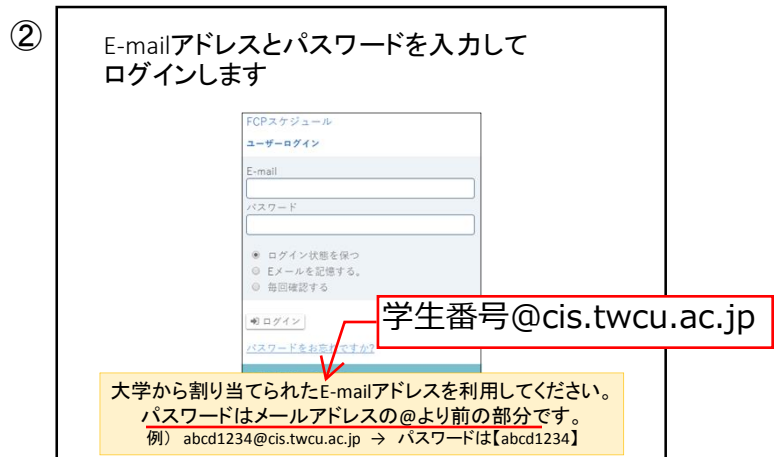 ②
E-mailアドレスとパスワードを入力して
ログインします
FCPスケジュール
ユーザーログイン
E-mail
パスワード
ログイン状態を保つ
Eメールを記憶する。
毎回確認する
ログイン
学生番号@cis.twcu.ac.jp
パスワードをお忘れですか?
大学から割り当てられたE-mailアドレスを利用してください。
パスワードはメールアドレスの@より前の部分です。
例） abcd1234@cis.twcu.ac.jp → パスワードは【abcd1234】